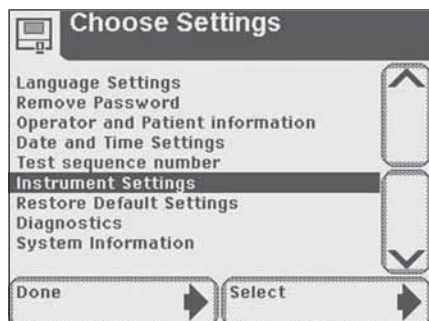 Choose Settings
Language Settings
Remove Password
Operator and Patient information
Date and Time Settings
Test sequence number
Instrument Settings
Restore Default Settings
Diagnostics
System Information
Done
Select